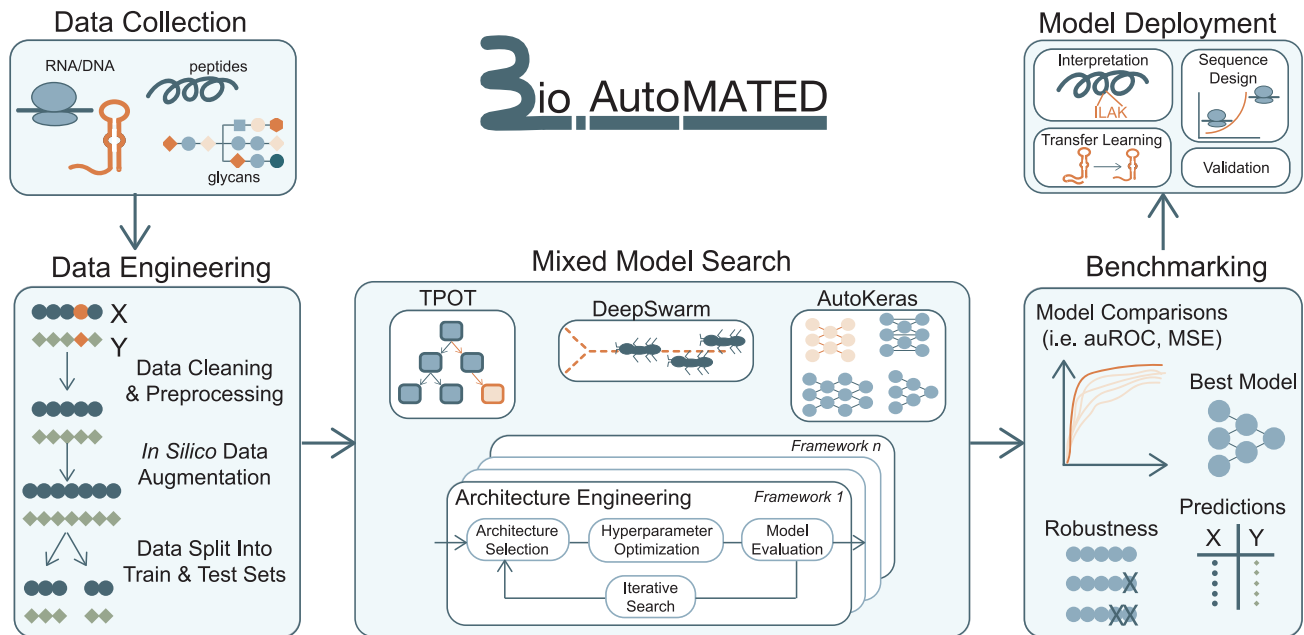 Data Collection
RNA/DNA
peptides
glycans
Bio AutoMATED
Model Deployment
Interpretation
ILAK
Sequence
Design
Transfer Learning
Validation
Data Engineering
X
Y
Data Cleaning
& Preprocessing
In Silico Data
Augmentation
Data Split Into
Train & Test Sets
Mixed Model Search
TPOT
DeepSwarm
AutoKeras
Framework n
Architecture Engineering
Framework 1
Architecture
Selection
Hyperparameter
Optimization
Model
Evaluation
Iterative
Search
Benchmarking
Model Comparisons
(i.e. auROC, MSE)
Best Model
Robustness
X
XX
Predictions
X Y